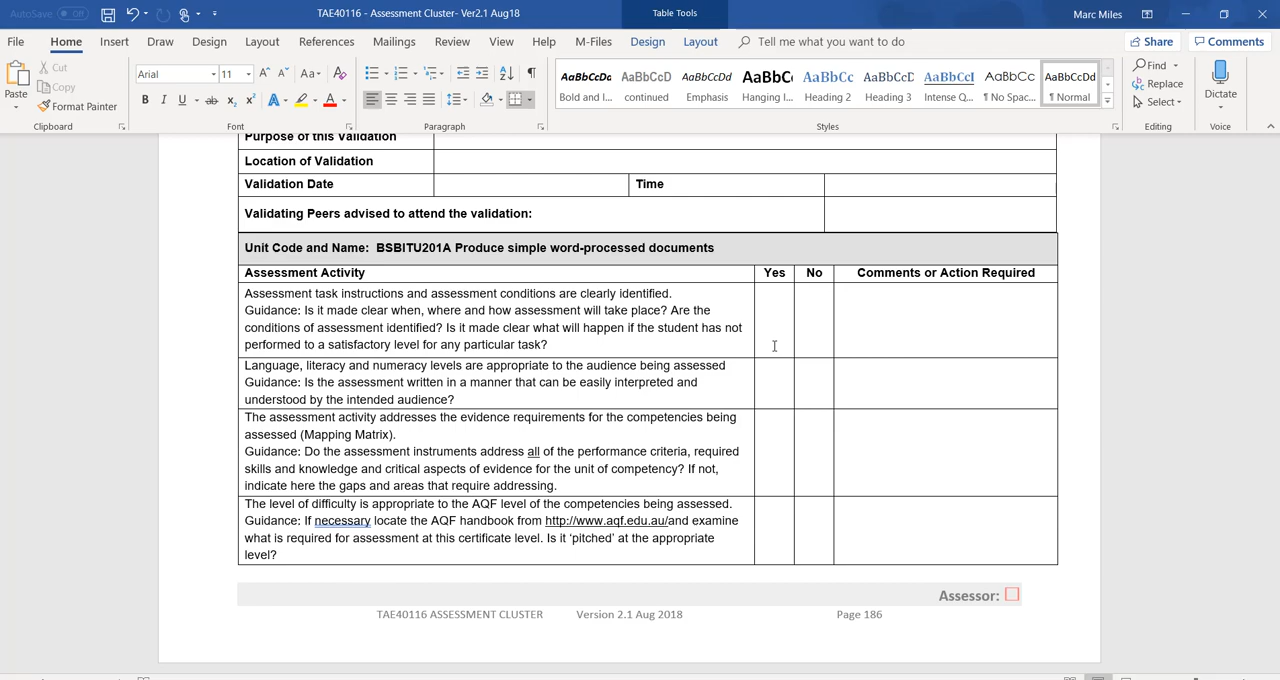 AutoSave Off TAE40116 - Assessment Cluster- Ver2.1 Aug18 Table Tools Marc Miles
File Home Insert Draw Design Layout References Mailings Review View Help M-Files Design Layout Tell me what you want to do Share Comments
Paste
Cut
Copy
Format Painter
Clipboard
Arial 11
Font
Paragraph
AaBbCcDc AaBbCcD AaBbCcDd AaBbC AaBbCc AaBbCcD AaBbCcI AaBbCc AaBbCcDd
Bold and I... continued Emphasis Hanging I... Heading 2 Heading 3 Intense Q... ¶ No Spac... ¶ Normal
Styles
Find
Replace
Select
Editing
Dictate
Voice
Purpose of this Validation
Location of Validation
Validation Date Time
Validating Peers advised to attend the validation:
Unit Code and Name: BSBITU201A Produce simple word-processed documents
Assessment Activity Yes No Comments or Action Required
Assessment task instructions and assessment conditions are clearly identified.
Guidance: Is it made clear when, where and how assessment will take place? Are the
conditions of assessment identified? Is it made clear what will happen if the student has not
performed to a satisfactory level for any particular task?
Language, literacy and numeracy levels are appropriate to the audience being assessed
Guidance: Is the assessment written in a manner that can be easily interpreted and
understood by the intended audience?
The assessment activity addresses the evidence requirements for the competencies being
assessed (Mapping Matrix).
Guidance: Do the assessment instruments address all of the performance criteria, required
skills and knowledge and critical aspects of evidence for the unit of competency? If not,
indicate here the gaps and areas that require addressing.
The level of difficulty is appropriate to the AQF level of the competencies being assessed.
Guidance: If necessary locate the AQF handbook from http://www.aqf.edu.au/and examine
what is required for assessment at this certificate level. Is it ‘pitched’ at the appropriate
level?
Assessor:
TAE40116 ASSESSMENT CLUSTER Version 2.1 Aug 2018 Page 186